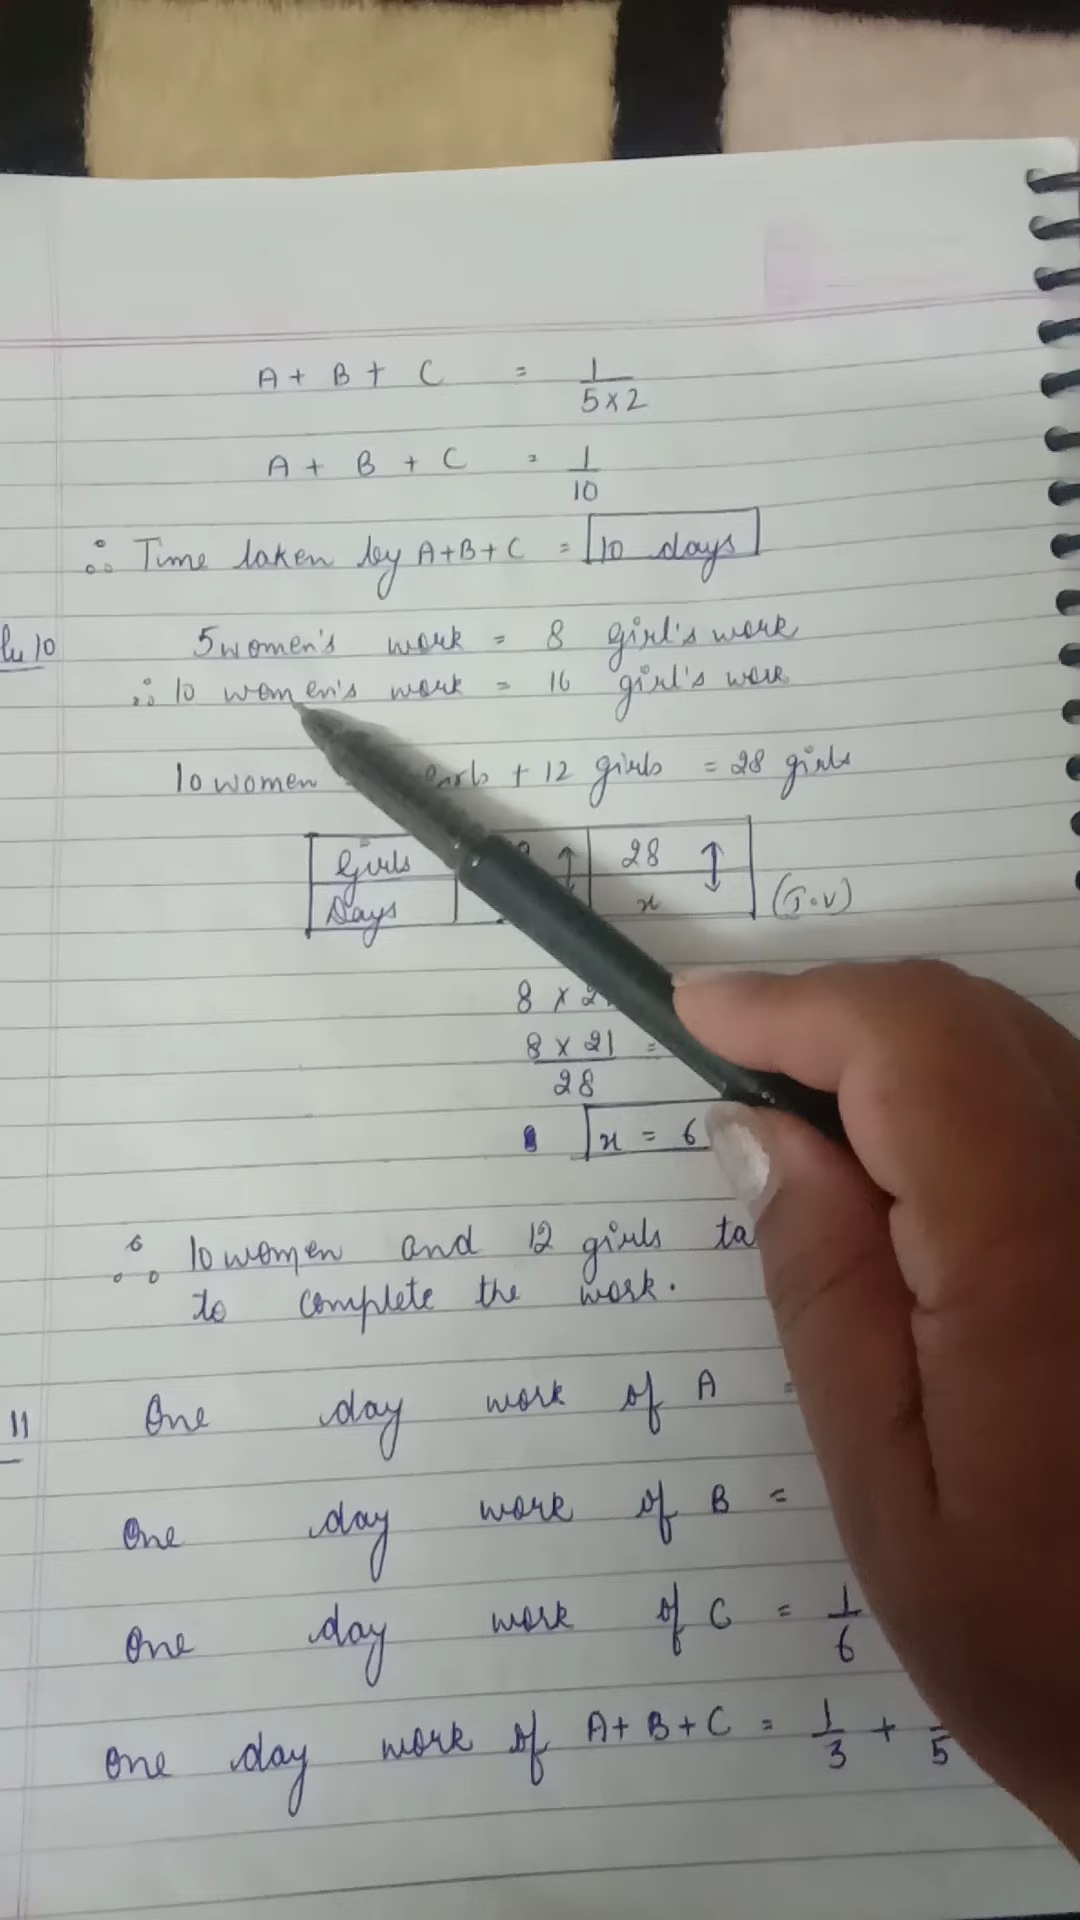 A + B + C = 1/5×2
A + B + C = 1/10
∴ Time taken by A+B+C = 10 days
10 5 women's work = 8 girl's work
∴ 10 women's work = 16 girl's work
10 women + 12 girls = 28 girls
Girls 28
Days x
8 ×
8 × 21/28 =
x = 6
∴ 10 women and 12 girls
to complete the work.
11 One day work of A =
One day work of B =
One day work of C = 1/6
One day work of A+B+C = 1/3 +